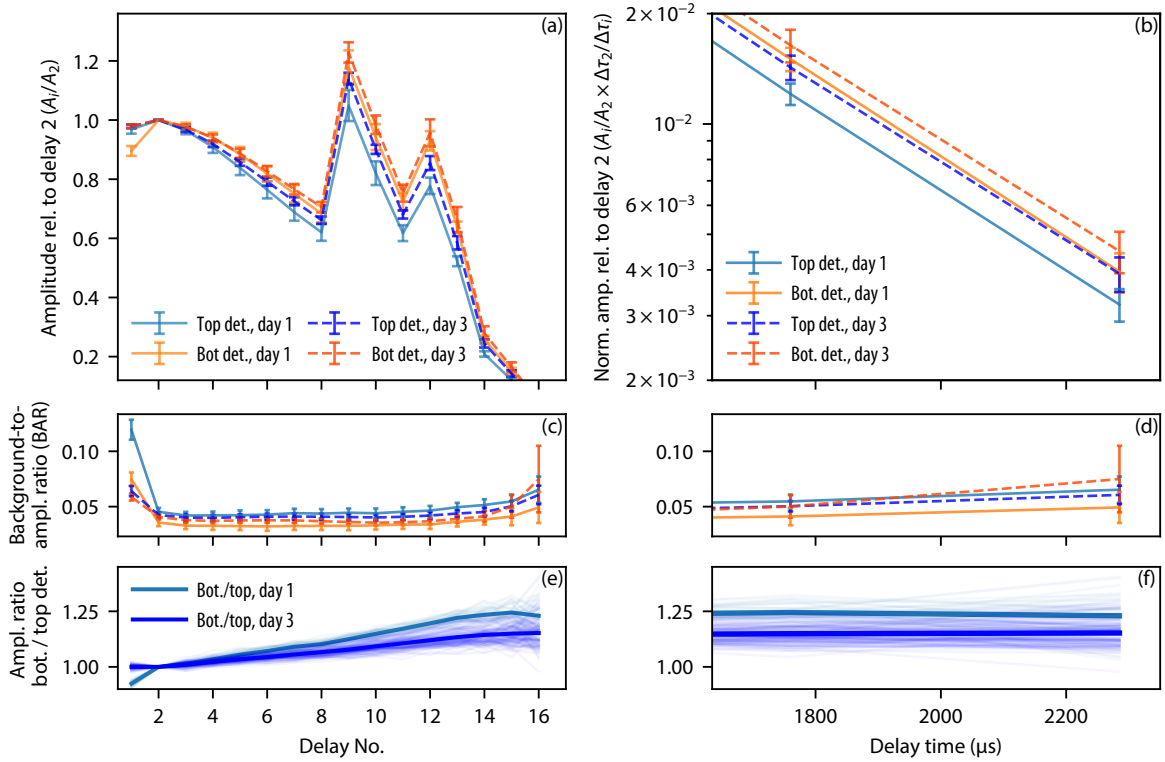 (a)
Amplitude rel. to delay 2 (Aᵢ/A₂)
1.2
1.0
0.8
0.6
0.4
0.2
Top det., day 1
Bot det., day 1
Top det., day 3
Bot det., day 3
(b)
Norm. amp. rel. to delay 2 (Aᵢ/A₂ × Δτ₂/Δτᵢ)
2 × 10⁻²
10⁻²
6 × 10⁻³
4 × 10⁻³
3 × 10⁻³
2 × 10⁻³
Top det., day 1
Bot. det., day 1
Top det., day 3
Bot. det., day 3
(c)
Background-to-
ampl. ratio (BAR)
0.10
0.05
(d)
0.10
0.05
(e)
Ampl. ratio
bot. / top det.
1.25
1.00
Bot./top, day 1
Bot./top, day 3
2 4 6 8 10 12 14 16
Delay No.
(f)
1.25
1.00
1800 2000 2200
Delay time (μs)